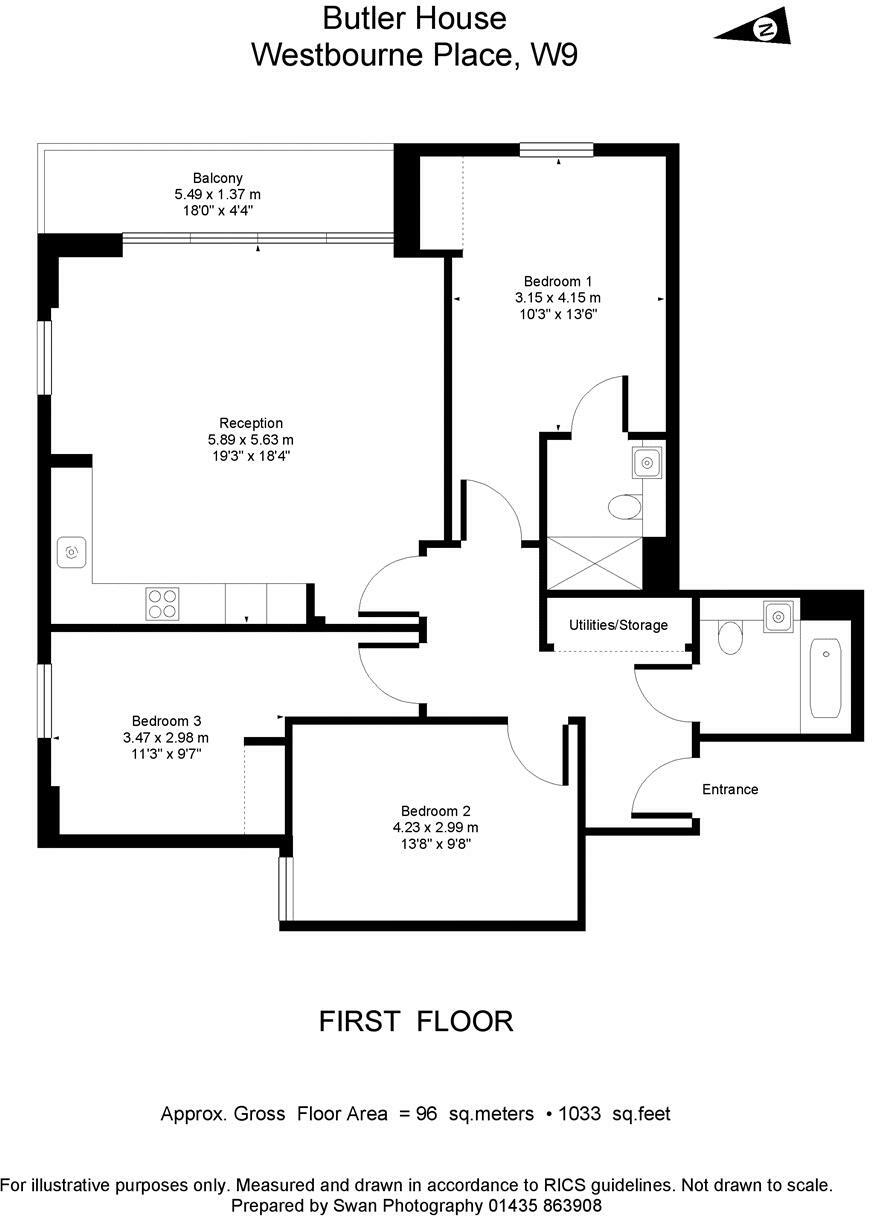 Butler House
Westbourne Place, W9
N
Balcony
5.49 x 1.37 m
18'0" x 4'4"
Bedroom 1
3.15 x 4.15 m
10'3" x 13'6"
Reception
5.89 x 5.63 m
19'3" x 18'4"
Utilities/Storage
Bedroom 3
3.47 x 2.98 m
11'3" x 9'7"
Entrance
Bedroom 2
4.23 x 2.99 m
13'8" x 9'8"
FIRST FLOOR
Approx. Gross Floor Area = 96 sq.meters • 1033 sq.feet
For illustrative purposes only. Measured and drawn in accordance to RICS guidelines. Not drawn to scale.
Prepared by Swan Photography 01435 863908